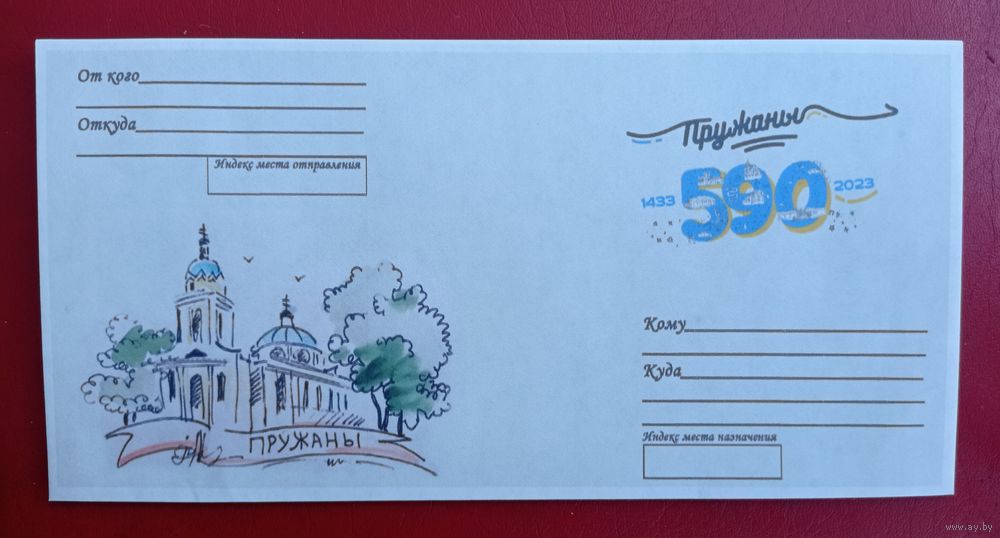 От кого
Откуда
Индекс места отправления
Пружаны
1433 590 2023
ПРУЖАНЫ
Кому
Куда
Индекс места назначения
www.ay.by